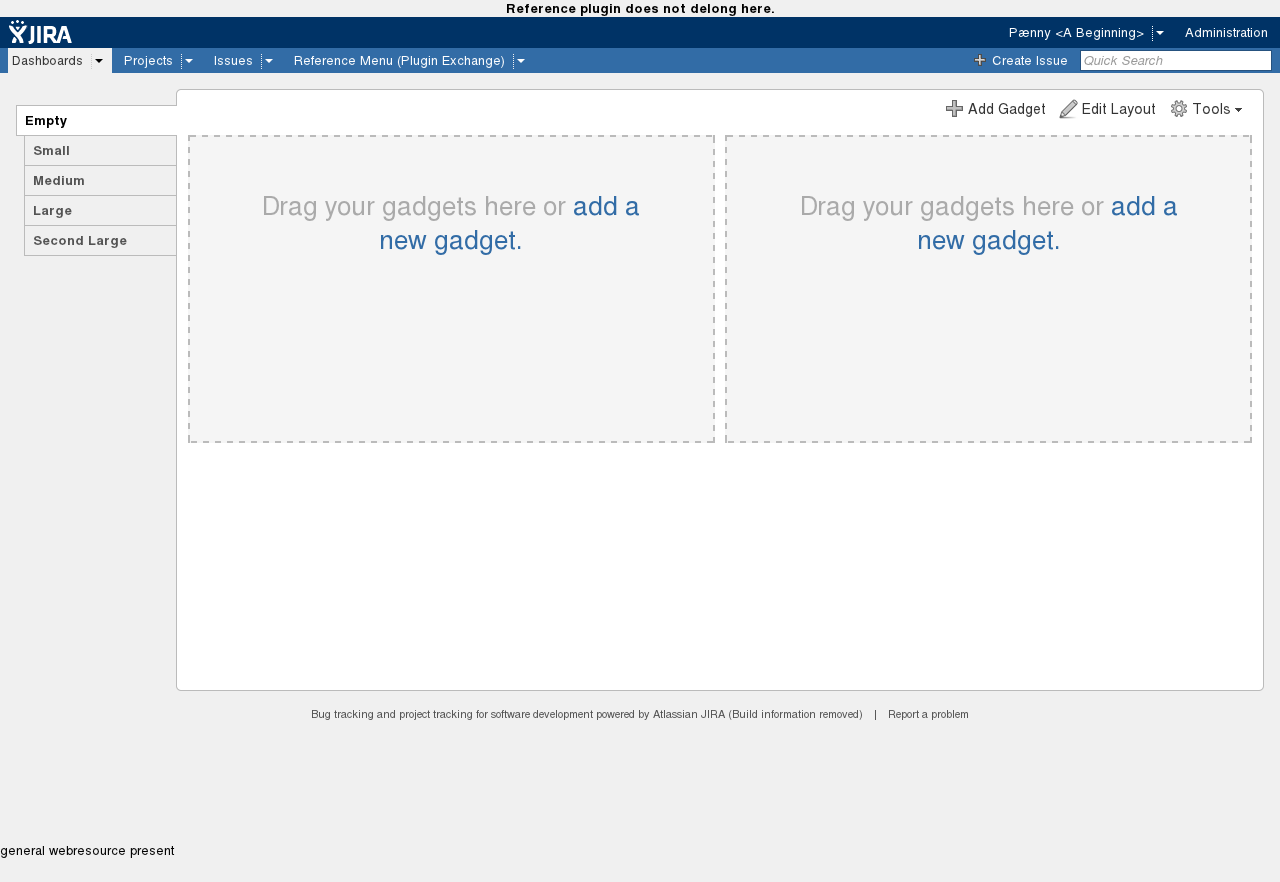 Reference plugin does not delong here.
JIRA
Pænny <A Beginning>
Administration
Dashboards
Projects
Issues
Reference Menu (Plugin Exchange)
Create Issue
Quick Search
Empty
Small
Medium
Large
Second Large
Add Gadget
Edit Layout
Tools
Drag your gadgets here or add a
new gadget.
Drag your gadgets here or add a
new gadget.
Bug tracking and project tracking for software development powered by Atlassian JIRA (Build information removed) | Report a problem
general webresource present